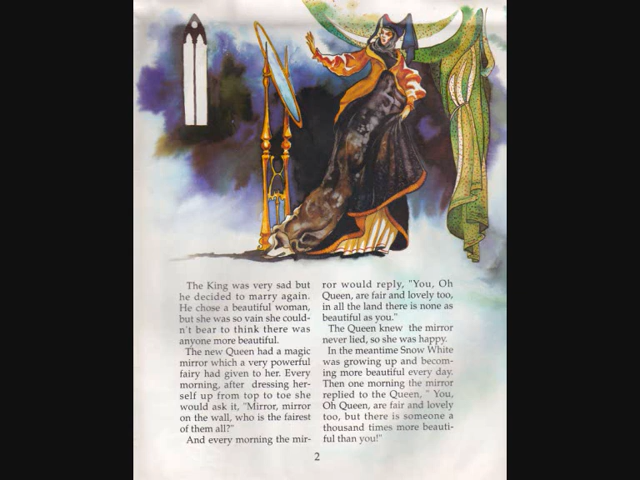 The King was very sad but
he decided to marry again.
He chose a beautiful woman,
but she was so vain she could-
n't bear to think there was
anyone more beautiful.
The new Queen had a magic
mirror which a very powerful
fairy had given to her. Every
morning, after dressing her-
self up from top to toe she
would ask it, "Mirror, mirror
on the wall, who is the fairest
of them all?"
And every morning the mir-
ror would reply, "You, Oh
Queen, are fair and lovely too,
in all the land there is none as
beautiful as you."
The Queen knew the mirror
never lied, so she was happy.
In the meantime Snow White
was growing up and becom-
ing more beautiful every day.
Then one morning the mirror
replied to the Queen, " You,
Oh Queen, are fair and lovely
too, but there is someone a
thousand times more beauti-
ful than you!"
2